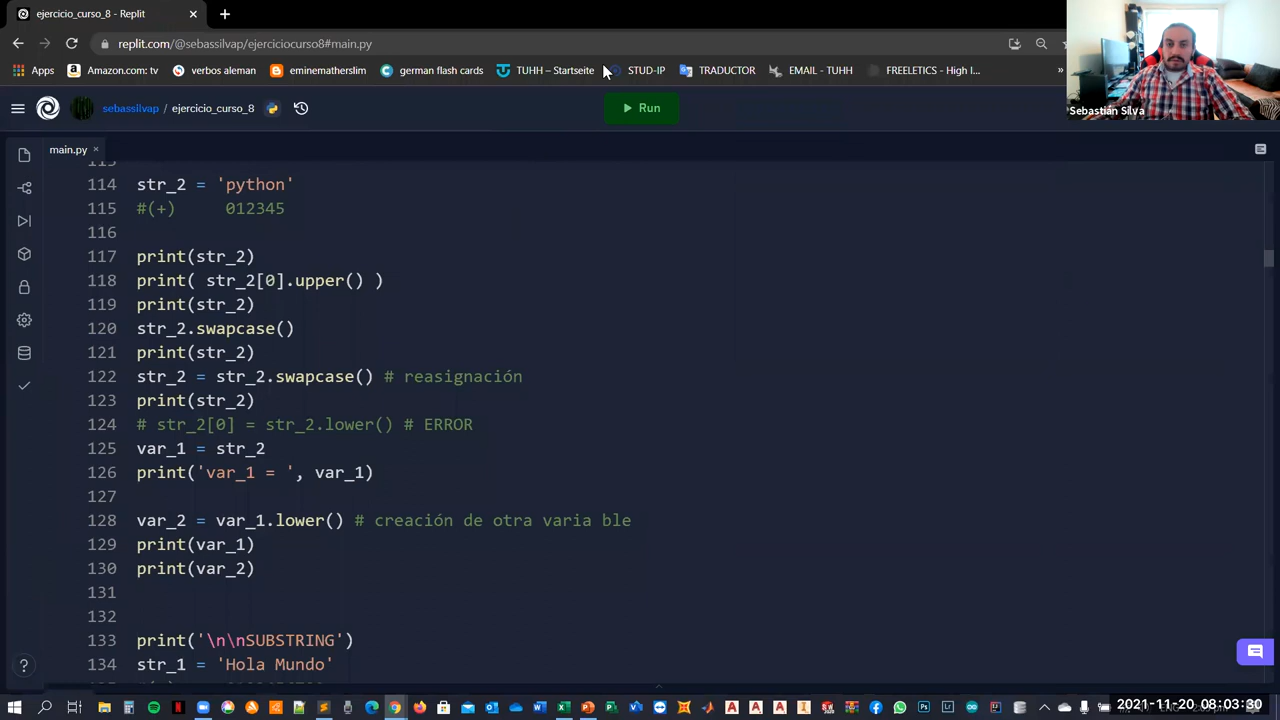 ejercicio_curso_8 - Replit
replit.com/@sebassilvap/ejerciciocurso8#main.py
Apps Amazon.com: tv verbos aleman eminemathslim germ TUHH – Startseite STUD-IP TRADUCTOR EMAIL - TUHH FREELETICS - High I... »
Sebastián Silva
sebassilvap / ejercicio_curso_8 Run
main.py
114 str_2 = 'python'
115 #(+) 012345
116
117 print(str_2)
118 print( str_2[0].upper() )
119 print(str_2)
120 str_2.swapcase()
121 print(str_2)
122 str_2 = str_2.swapcase() # reasignación
123 print(str_2)
124 # str_2[0] = str_2.lower() # ERROR
125 var_1 = str_2
126 print('var_1 = ', var_1)
127
128 var_2 = var_1.lower() # creación de otra varia ble
129 print(var_1)
130 print(var_2)
131
132
133 print('\n\nSUBSTRING')
134 str_1 = 'Hola Mundo'
2021-11-20 08:03:30